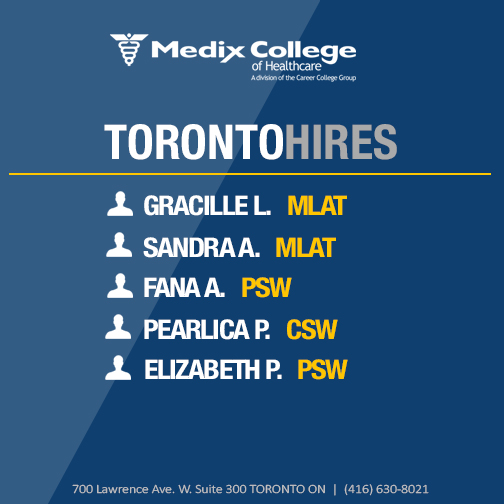 Medix College
of Healthcare
A division of the Career College Group
TORONTOHIRES
GRACILLE L. MLAT
SANDRA A. MLAT
FANA A. PSW
PEARLICA P. CSW
ELIZABETH P. PSW
700 Lawrence Ave. W. Suite 300 TORONTO ON | (416) 630-8021